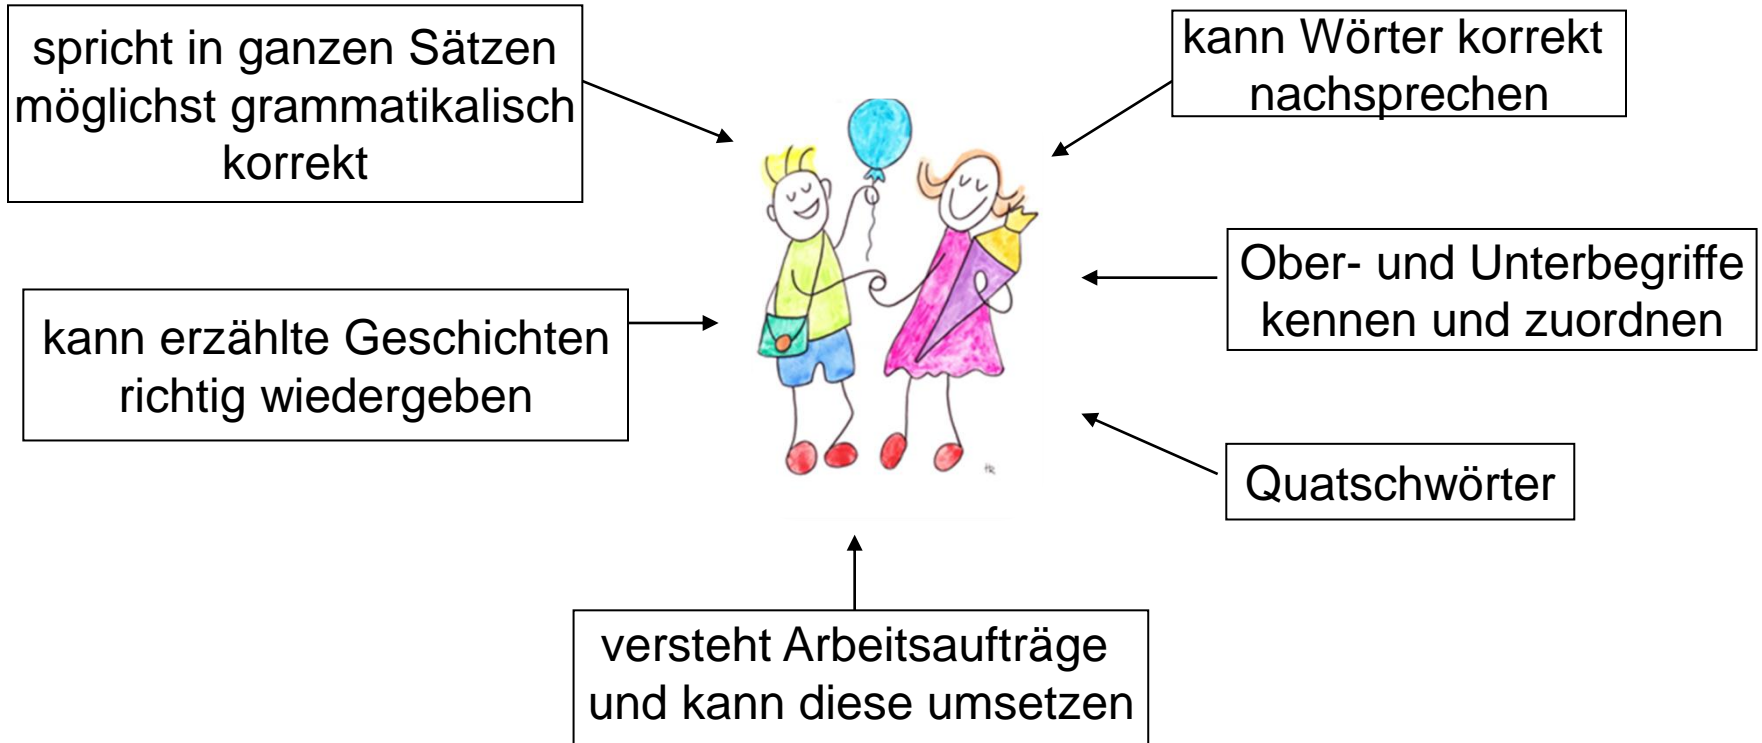 spricht in ganzen Sätzen
möglichst grammatikalisch
korrekt
kann Wörter korrekt
nachsprechen
kann erzählte Geschichten
richtig wiedergeben
Ober- und Unterbegriffe
kennen und zuordnen
Quatschwörter
versteht Arbeitsaufträge
und kann diese umsetzen